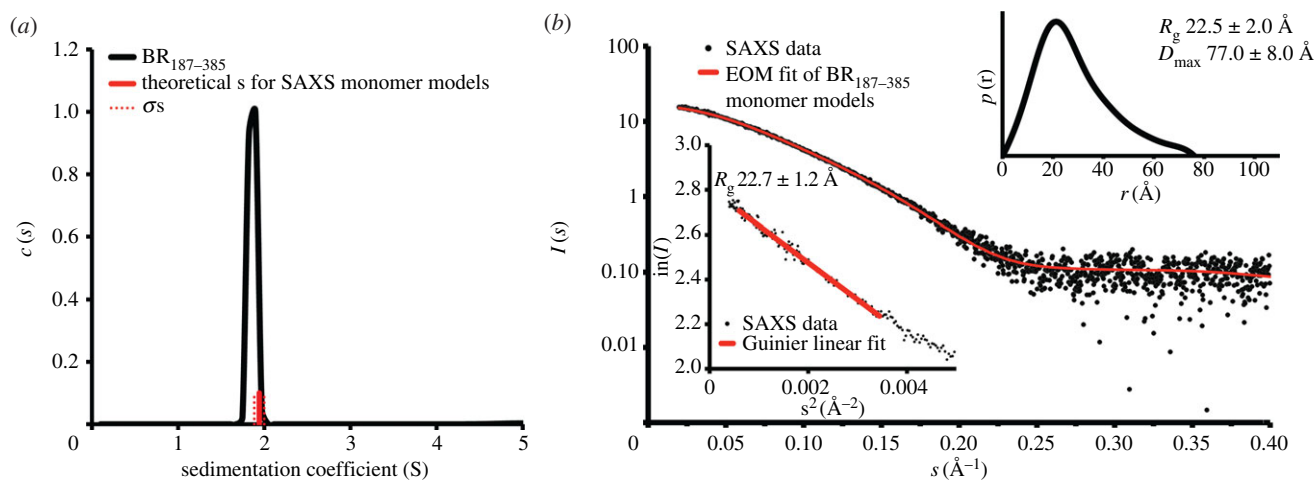 (a)
1.2
1.0
0.8
0.6
0.4
0.2
0
1
2
3
4
5
c (s)
sedimentation coefficient (S)
BR187–385
theoretical s for SAXS monomer models
σs
(b)
100
10
1
0.10
0.01
0
0.05
0.10
0.15
0.20
0.25
0.30
0.35
0.40
I (s)
s (Å–1)
SAXS data
EOM fit of BR187–385
monomer models
3.0
2.8
2.6
2.4
2.2
2.0
0
0.002
0.004
in(I)
s2 (Å–2)
Rg 22.7 ± 1.2 Å
SAXS data
Guinier linear fit
Rg 22.5 ± 2.0 Å
Dmax 77.0 ± 8.0 Å
p (r)
0
20
40
60
80
100
r (Å)